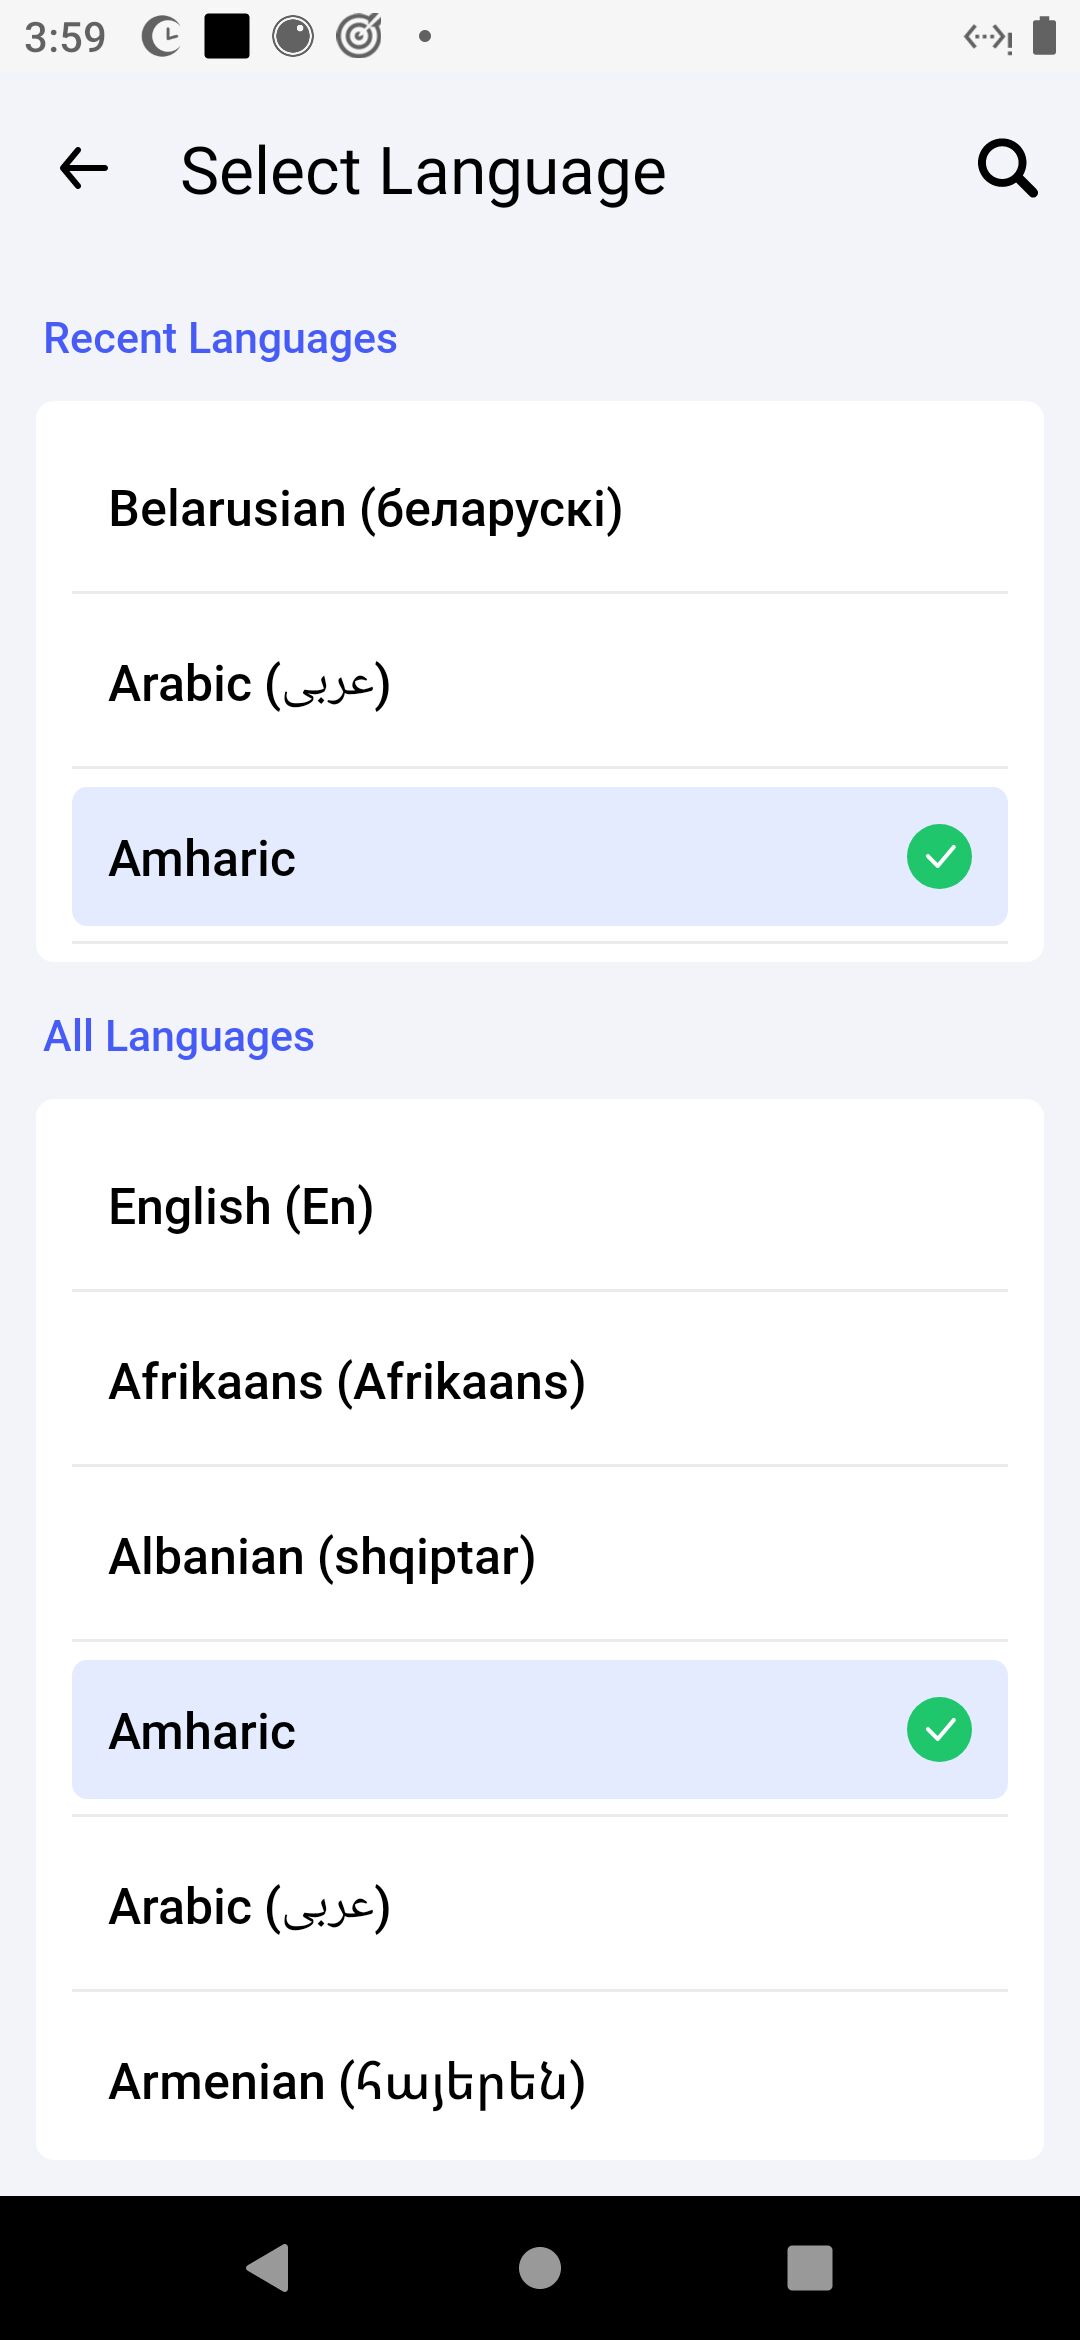 3:59
Select Language
Recent Languages
Belarusian (беларускі)
Arabic (عربى)
Amharic
All Languages
English (En)
Afrikaans (Afrikaans)
Albanian (shqiptar)
Amharic
Arabic (عربى)
Armenian (հայերեն)